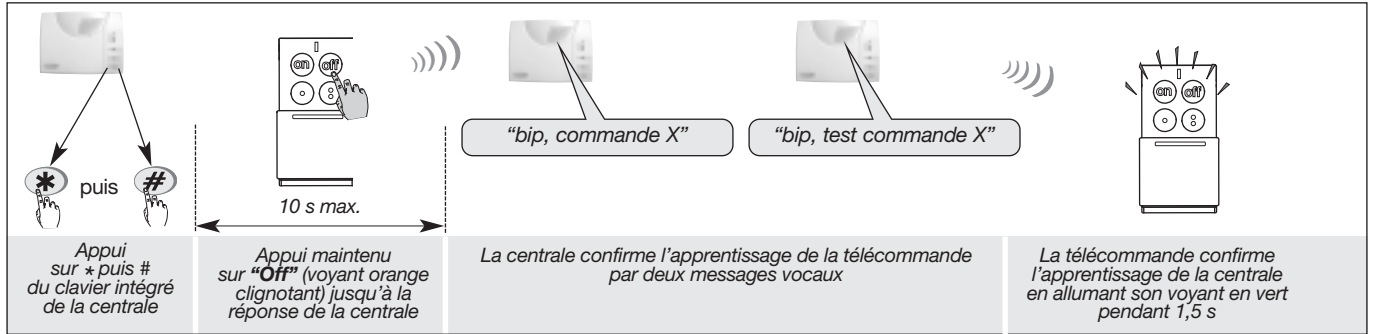 on off
“bip, commande X”
“bip, test commande X”
on off
* puis #
10 s max.
Appui
sur * puis #
du clavier intégré
de la centrale
Appui maintenu
sur “Off” (voyant orange
clignotant) jusqu’à la
réponse de la centrale
La centrale confirme l’apprentissage de la télécommande
par deux messages vocaux
La télécommande confirme
l’apprentissage de la centrale
en allumant son voyant en vert
pendant 1,5 s